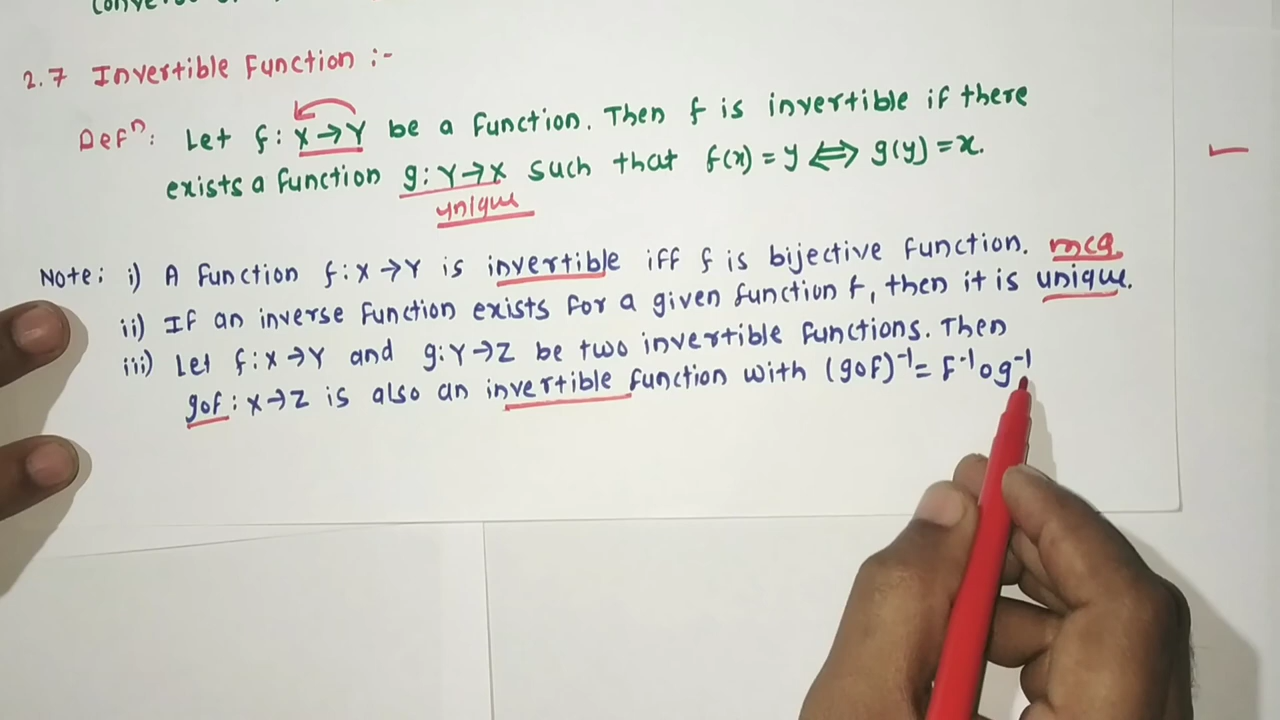 2.7 Invertible Function :-
Defⁿ: Let f: X→Y be a function. Then f is invertible if there
exists a function g: Y→X such that f(x) = y ⟺ g(y) = x.
unique
Note: i) A function f: X→Y is invertible iff f is bijective function. mcq
ii) If an inverse function exists for a given function f, then it is unique.
iii) Let f: X→Y and g: Y→Z be two invertible functions. Then
gof : X→Z is also an invertible function with (gof)⁻¹ = f⁻¹og⁻¹